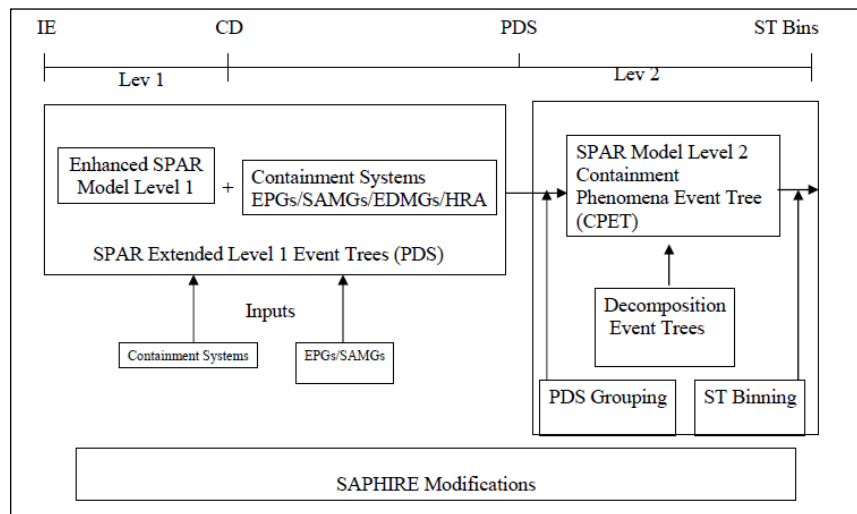 IE CD PDS ST Bins
Lev 1 Lev 2
Enhanced SPAR
Model Level 1
+
Containment Systems
EPGs/SAMGs/EDMGs/HRA
SPAR Extended Level 1 Event Trees (PDS)
SPAR Model Level 2
Containment
Phenomena Event Tree
(CPET)
Inputs
Containment Systems
EPGs/SAMGs
Decomposition
Event Trees
PDS Grouping
ST Binning
SAPHIRE Modifications